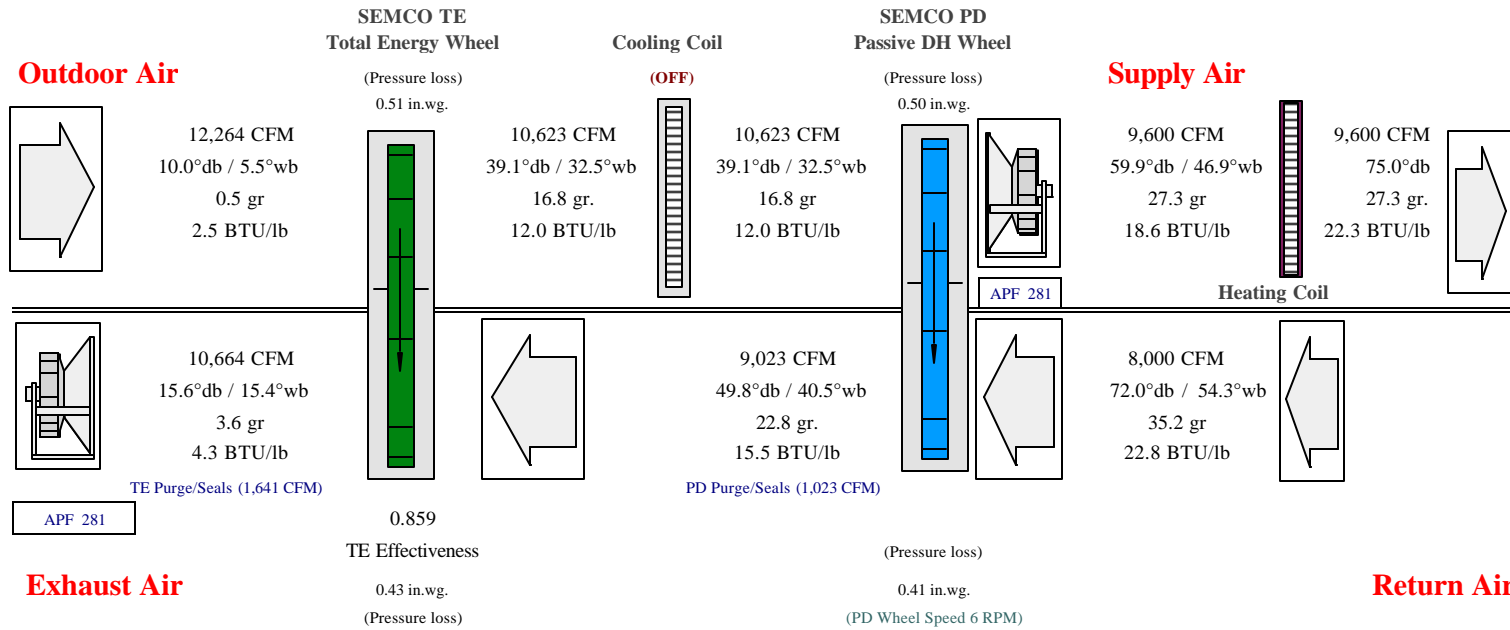 SEMCO TE
Total Energy Wheel
(Pressure loss)
0.51 in.wg.
Cooling Coil
(OFF)
SEMCO PD
Passive DH Wheel
(Pressure loss)
0.50 in.wg.
Outdoor Air
Supply Air
12,264 CFM
10.0°db / 5.5°wb
0.5 gr
2.5 BTU/lb
10,623 CFM
39.1°db / 32.5°wb
16.8 gr.
12.0 BTU/lb
10,623 CFM
39.1°db / 32.5°wb
16.8 gr
12.0 BTU/lb
APF 281
9,600 CFM
59.9°db / 46.9°wb
27.3 gr
18.6 BTU/lb
9,600 CFM
75.0°db
27.3 gr.
22.3 BTU/lb
Heating Coil
10,664 CFM
15.6°db / 15.4°wb
3.6 gr
4.3 BTU/lb
TE Purge/Seals (1,641 CFM)
9,023 CFM
49.8°db / 40.5°wb
22.8 gr.
15.5 BTU/lb
PD Purge/Seals (1,023 CFM)
8,000 CFM
72.0°db / 54.3°wb
35.2 gr
22.8 BTU/lb
APF 281
0.859
TE Effectiveness
0.43 in.wg.
(Pressure loss)
(Pressure loss)
0.41 in.wg.
(PD Wheel Speed 6 RPM)
Exhaust Air
Return Air